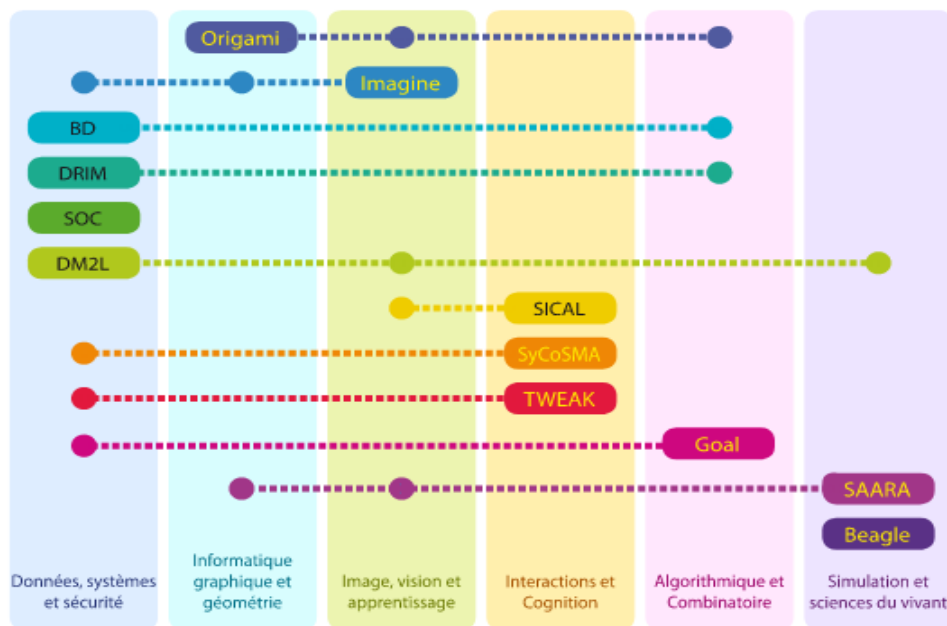 Origami
Imagine
BD
DRIM
SOC
DM2L
SICAL
SyCoSMA
TWEAK
Goal
SAARA
Beagle
Données, systèmes
et sécurité
Informatique
graphique et
géométrie
Image, vision et
apprentissage
Interactions et
Cognition
Algorithmique et
Combinatoire
Simulation et
sciences du vivant